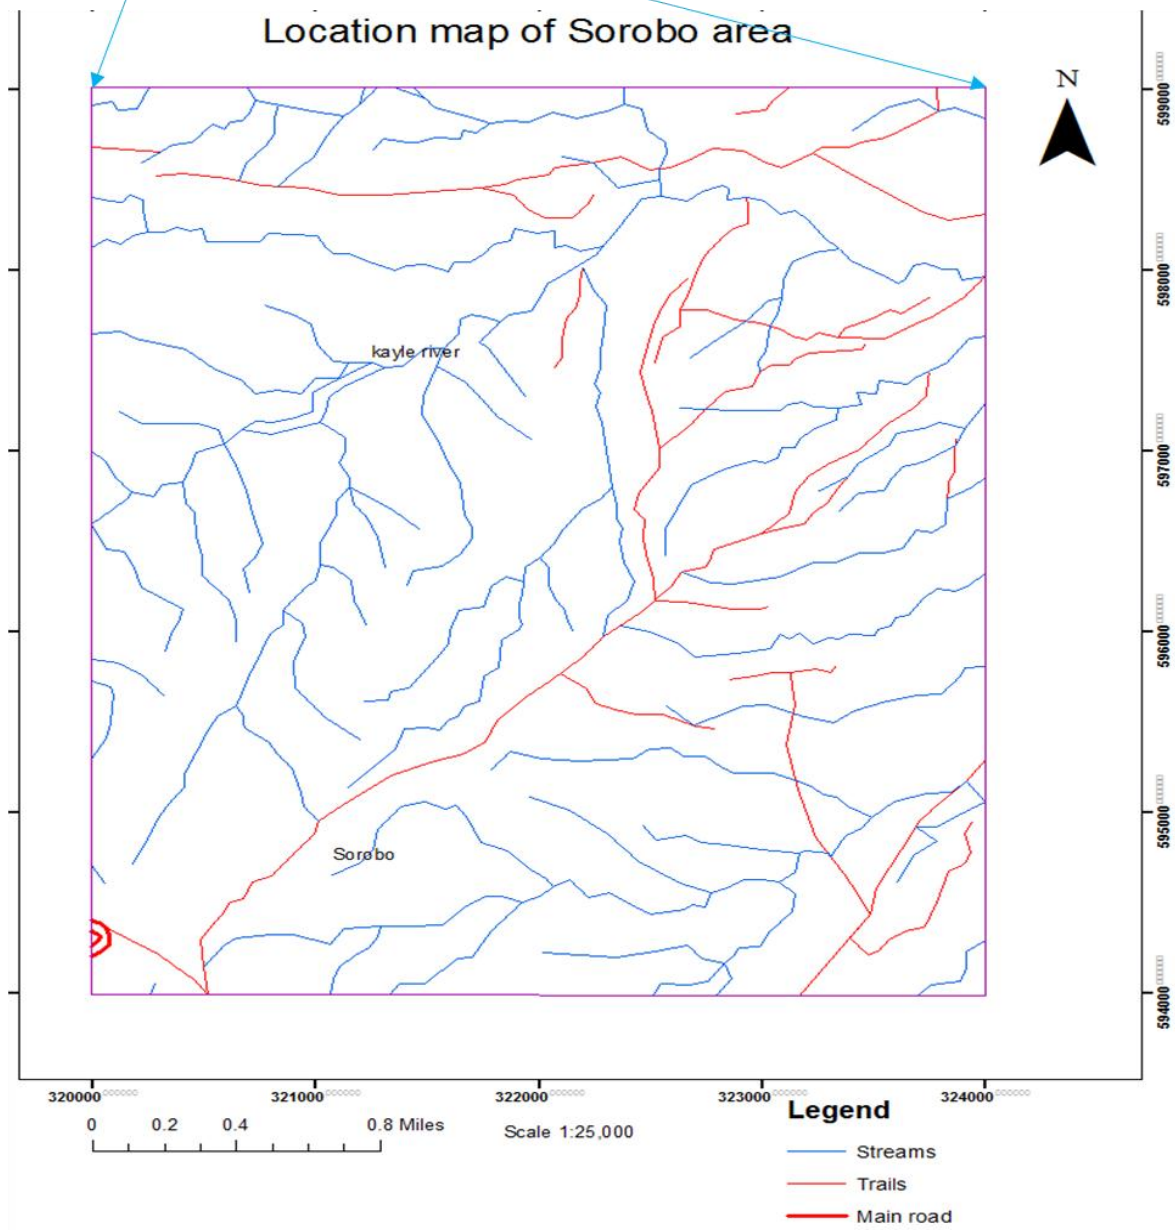 Location map of Sorobo area
N
599000
598000
kayle river
597000
596000
595000
Sorobo
594000
320000
321000
322000
323000
324000
0 0.2 0.4 0.8 Miles
Scale 1:25,000
Legend
Streams
Trails
Main road